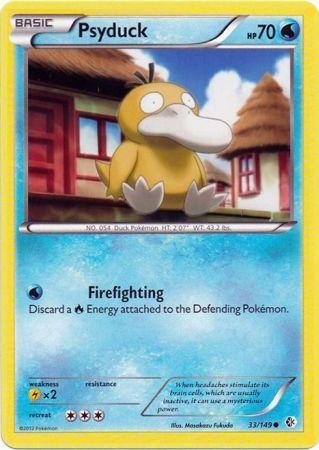 BASIC
Psyduck
HP70
NO. 054 Duck Pokémon HT: 2'07" WT: 43.2 lbs.
Firefighting
Discard a Energy attached to the Defending Pokémon.
weakness
×2
resistance
retreat
When headaches stimulate its
brain cells, which are usually
inactive, it can use a mysterious
power.
©2012 Pokémon
Illus. Masakazu Fukuda
33/149